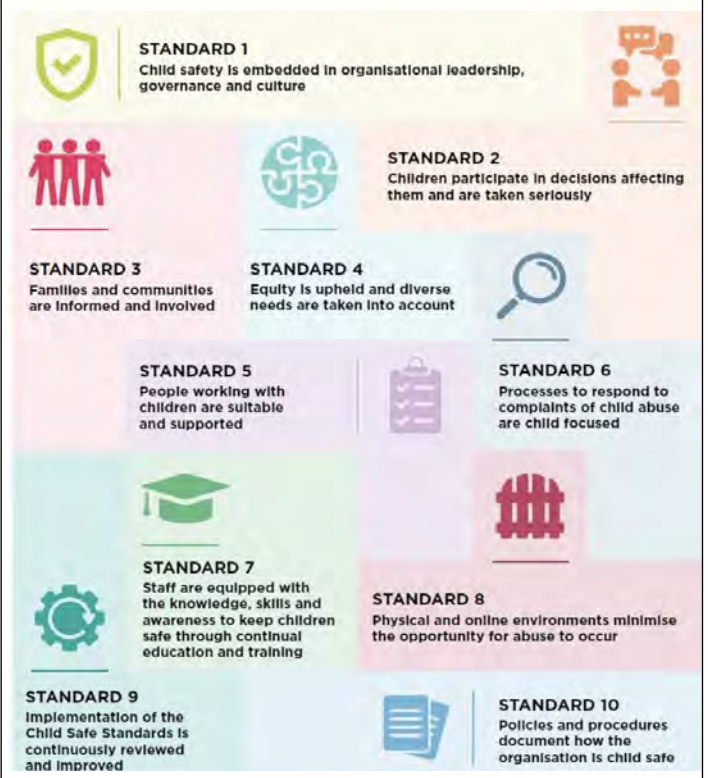 STANDARD 1
Child safety is embedded in organisational leadership,
governance and culture
STANDARD 2
Children participate in decisions affecting
them and are taken seriously
STANDARD 3
Families and communities
are informed and involved
STANDARD 4
Equity is upheld and diverse
needs are taken into account
STANDARD 5
People working with
children are suitable
and supported
STANDARD 6
Processes to respond to
complaints of child abuse
are child focused
STANDARD 7
Staff are equipped with
the knowledge, skills and
awareness to keep children
safe through continual
education and training
STANDARD 8
Physical and online environments minimise
the opportunity for abuse to occur
STANDARD 9
Implementation of the
Child Safe Standards is
continuously reviewed
and improved
STANDARD 10
Policies and procedures
document how the
organisation is child safe